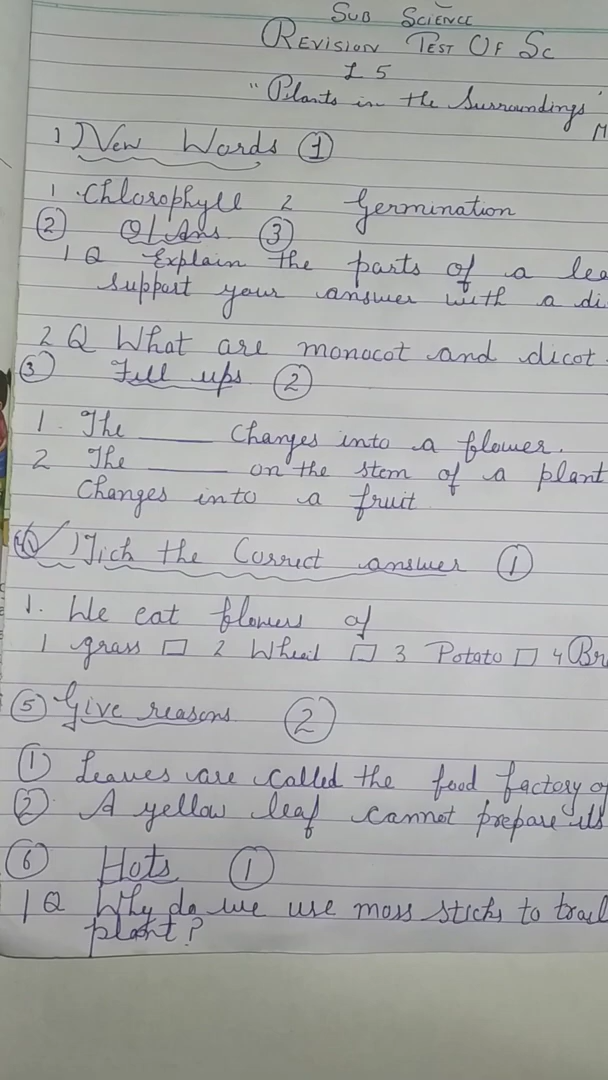 SUB SCIENCE
REVISION TEST OF SC
L 5
"Plants in the Surroundings"
M
1) New Words ①
1. Chlorophyll 2 Germination
② Q/Ans ③
1 Q Explain the parts of a lea
support your answer with a di
2 Q What are monocot and dicot
③ Fill ups ②
1. The _____ Changes into a flower.
2 The _____ on the stem of a plant
Changes into a fruit
④ Tick the Correct answer ①
1. We eat flowers of
1 grass □ 2 Wheat □ 3 Potato □ 4 Br
⑤ Give reasons ②
① Leaves are called the food factory of
② A yellow leaf cannot prepare its
⑥ Hots ①
1 Q Why do we use moss sticks to trail
plant?